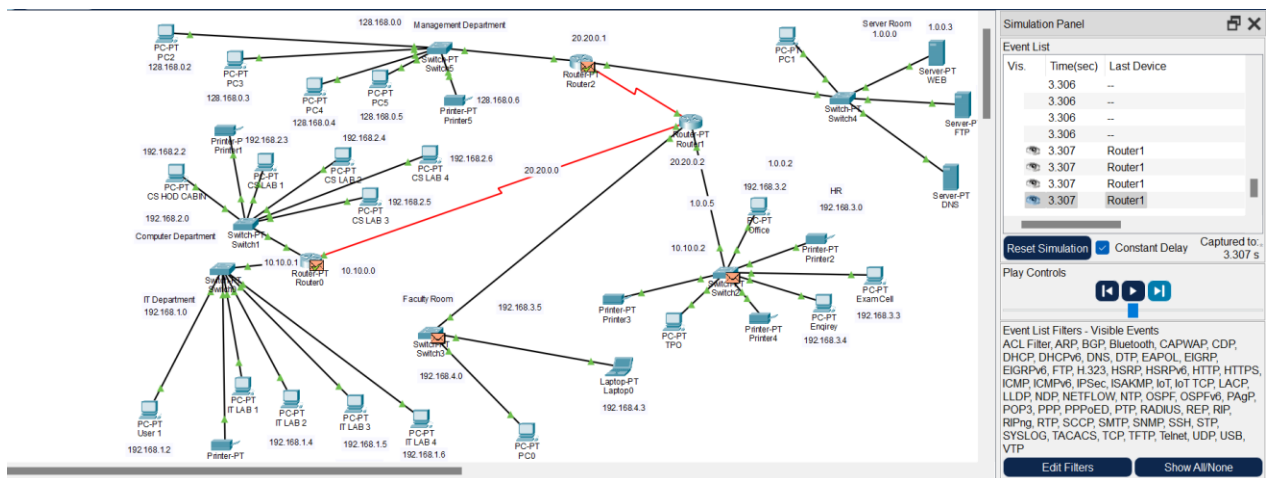 128.168.0.0 Management Department
PC-PT
PC2
128.168.0.2
PC-PT
PC3
128.168.0.3
PC-PT
PC4
128.168.0.4
PC-PT
PC5
128.168.0.5
Switch-PT
Switch5
Printer-PT
Printer5
128.168.0.6
20.20.0.1
Router-PT
Router2
Server Room
1.0.0.0
1.0.0.3
PC-PT
PC1
Server-PT
WEB
Switch-PT
Switch4
Server-P
FTP
Server-PT
DNS
Router-PT
Router1
20.20.0.2
20.20.0.0
1.0.0.2
1.0.0.5
192.168.2.2
Printer-P
Printer1
192.168.2.3
192.168.2.4
192.168.2.6
PC-PT
CS HOD CABIN
PC-PT
CS LAB 1
PC-PT
CS LAB 2
PC-PT
CS LAB 4
192.168.2.5
PC-PT
CS LAB 3
192.168.2.0
Computer Department
Switch-PT
Switch1
10.10.0.1
Router-PT
Router0
10.10.0.0
IT Department
192.168.1.0
PC-PT
User 1
192.168.1.2
PC-PT
IT LAB 1
Printer-PT
PC-PT
IT LAB 2
192.168.1.4
PC-PT
IT LAB 3
192.168.1.5
PC-PT
IT LAB 4
192.168.1.6
Faculty Room
192.168.3.5
Switch-PT
Switch3
192.168.4.0
PC-PT
PC0
Laptop-PT
Laptop0
192.168.4.3
192.168.3.2
HR
192.168.3.0
PC-PT
Office
10.10.0.2
Printer-PT
Printer2
Switch-PT
Switch2
PC-PT
Exam Cell
192.168.3.3
Printer-PT
Printer3
PC-PT
TPO
Printer-PT
Printer4
PC-PT
Enqirey
192.168.3.4
Simulation Panel
Event List
Vis. Time(sec) Last Device
3.306 --
3.306 --
3.306 --
3.306 --
3.307 Router1
3.307 Router1
3.307 Router1
3.307 Router1
Reset Simulation Constant Delay Captured to:
3.307 s
Play Controls
Event List Filters - Visible Events
ACL Filter, ARP, BGP, Bluetooth, CAPWAP, CDP,
DHCP, DHCPv6, DNS, DTP, EAPOL, EIGRP,
EIGRPv6, FTP, H.323, HSRP, HSRPv6, HTTP, HTTPS,
ICMP, ICMPv6, IPSec, ISAKMP, IoT, IoT TCP, LACP,
LLDP, NDP, NETFLOW, NTP, OSPF, OSPFv6, PAgP,
POP3, PPP, PPPoED, PTP, RADIUS, REP, RIP,
RIPng, RTP, SCCP, SMTP, SNMP, SSH, STP,
SYSLOG, TACACS, TCP, TFTP, Telnet, UDP, USB,
VTP
Edit Filters Show All/None